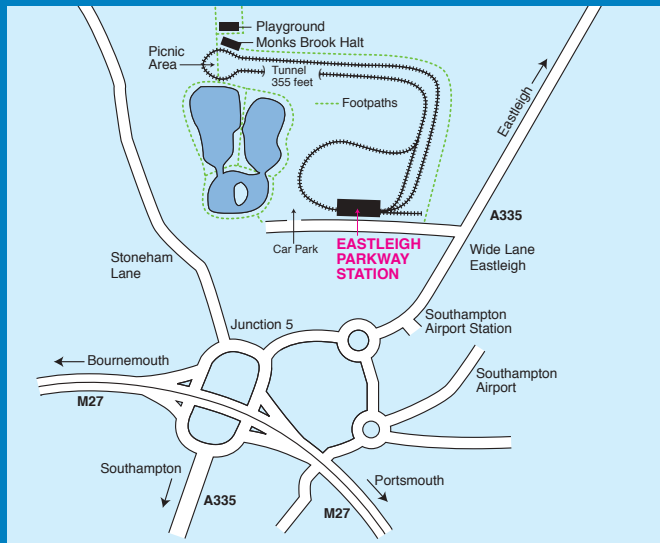 Playground
Monks Brook Halt
Picnic
Area
Tunnel
355 feet
Footpaths
Eastleigh
A335
Car Park
EASTLEIGH
PARKWAY
STATION
Wide Lane
Eastleigh
Stoneham
Lane
Southampton
Airport Station
Junction 5
Bournemouth
Southampton
Airport
M27
Southampton
Portsmouth
A335
M27